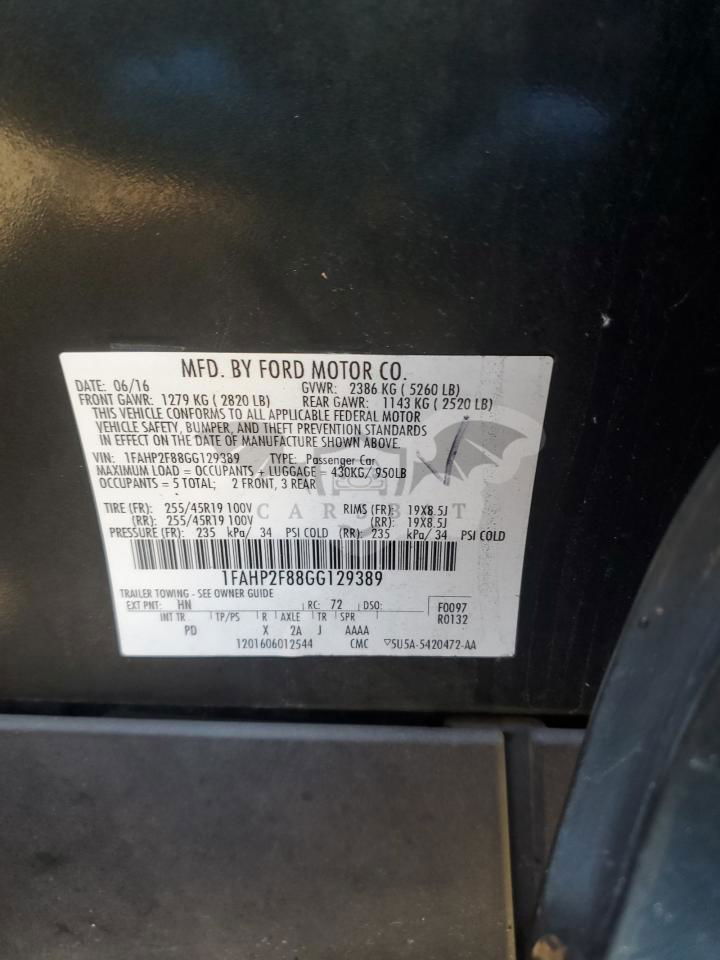 MFD. BY FORD MOTOR CO.
DATE: 06/16 GVWR: 2386 KG ( 5260 LB)
FRONT GAWR: 1279 KG ( 2820 LB) REAR GAWR: 1143 KG ( 2520 LB)
THIS VEHICLE CONFORMS TO ALL APPLICABLE FEDERAL MOTOR
VEHICLE SAFETY, BUMPER, AND THEFT PREVENTION STANDARDS
IN EFFECT ON THE DATE OF MANUFACTURE SHOWN ABOVE.
VIN: 1FAHP2F88GG129389 TYPE: Passenger Car
MAXIMUM LOAD = OCCUPANTS + LUGGAGE = 430KG/ 950LB
OCCUPANTS = 5 TOTAL; 2 FRONT, 3 REAR
TIRE (FR): 255/45R19 100V RIMS (FR): 19X8.5J
CARSBIT
(RR): 255/45R19 100V (RR): 19X8.5J
PRESSURE (FR): 235 kPa/ 34 PSI COLD (RR): 235 kPa/ 34 PSI COLD
1FAHP2F88GG129389
TRAILER TOWING - SEE OWNER GUIDE
EXT PNT: HN RC: 72 DSO: F0097
INT TR TP/PS R AXLE TR SPR R0132
PD X 2A J AAAA
1201606012544 CMC ▽5U5A-5420472-AA